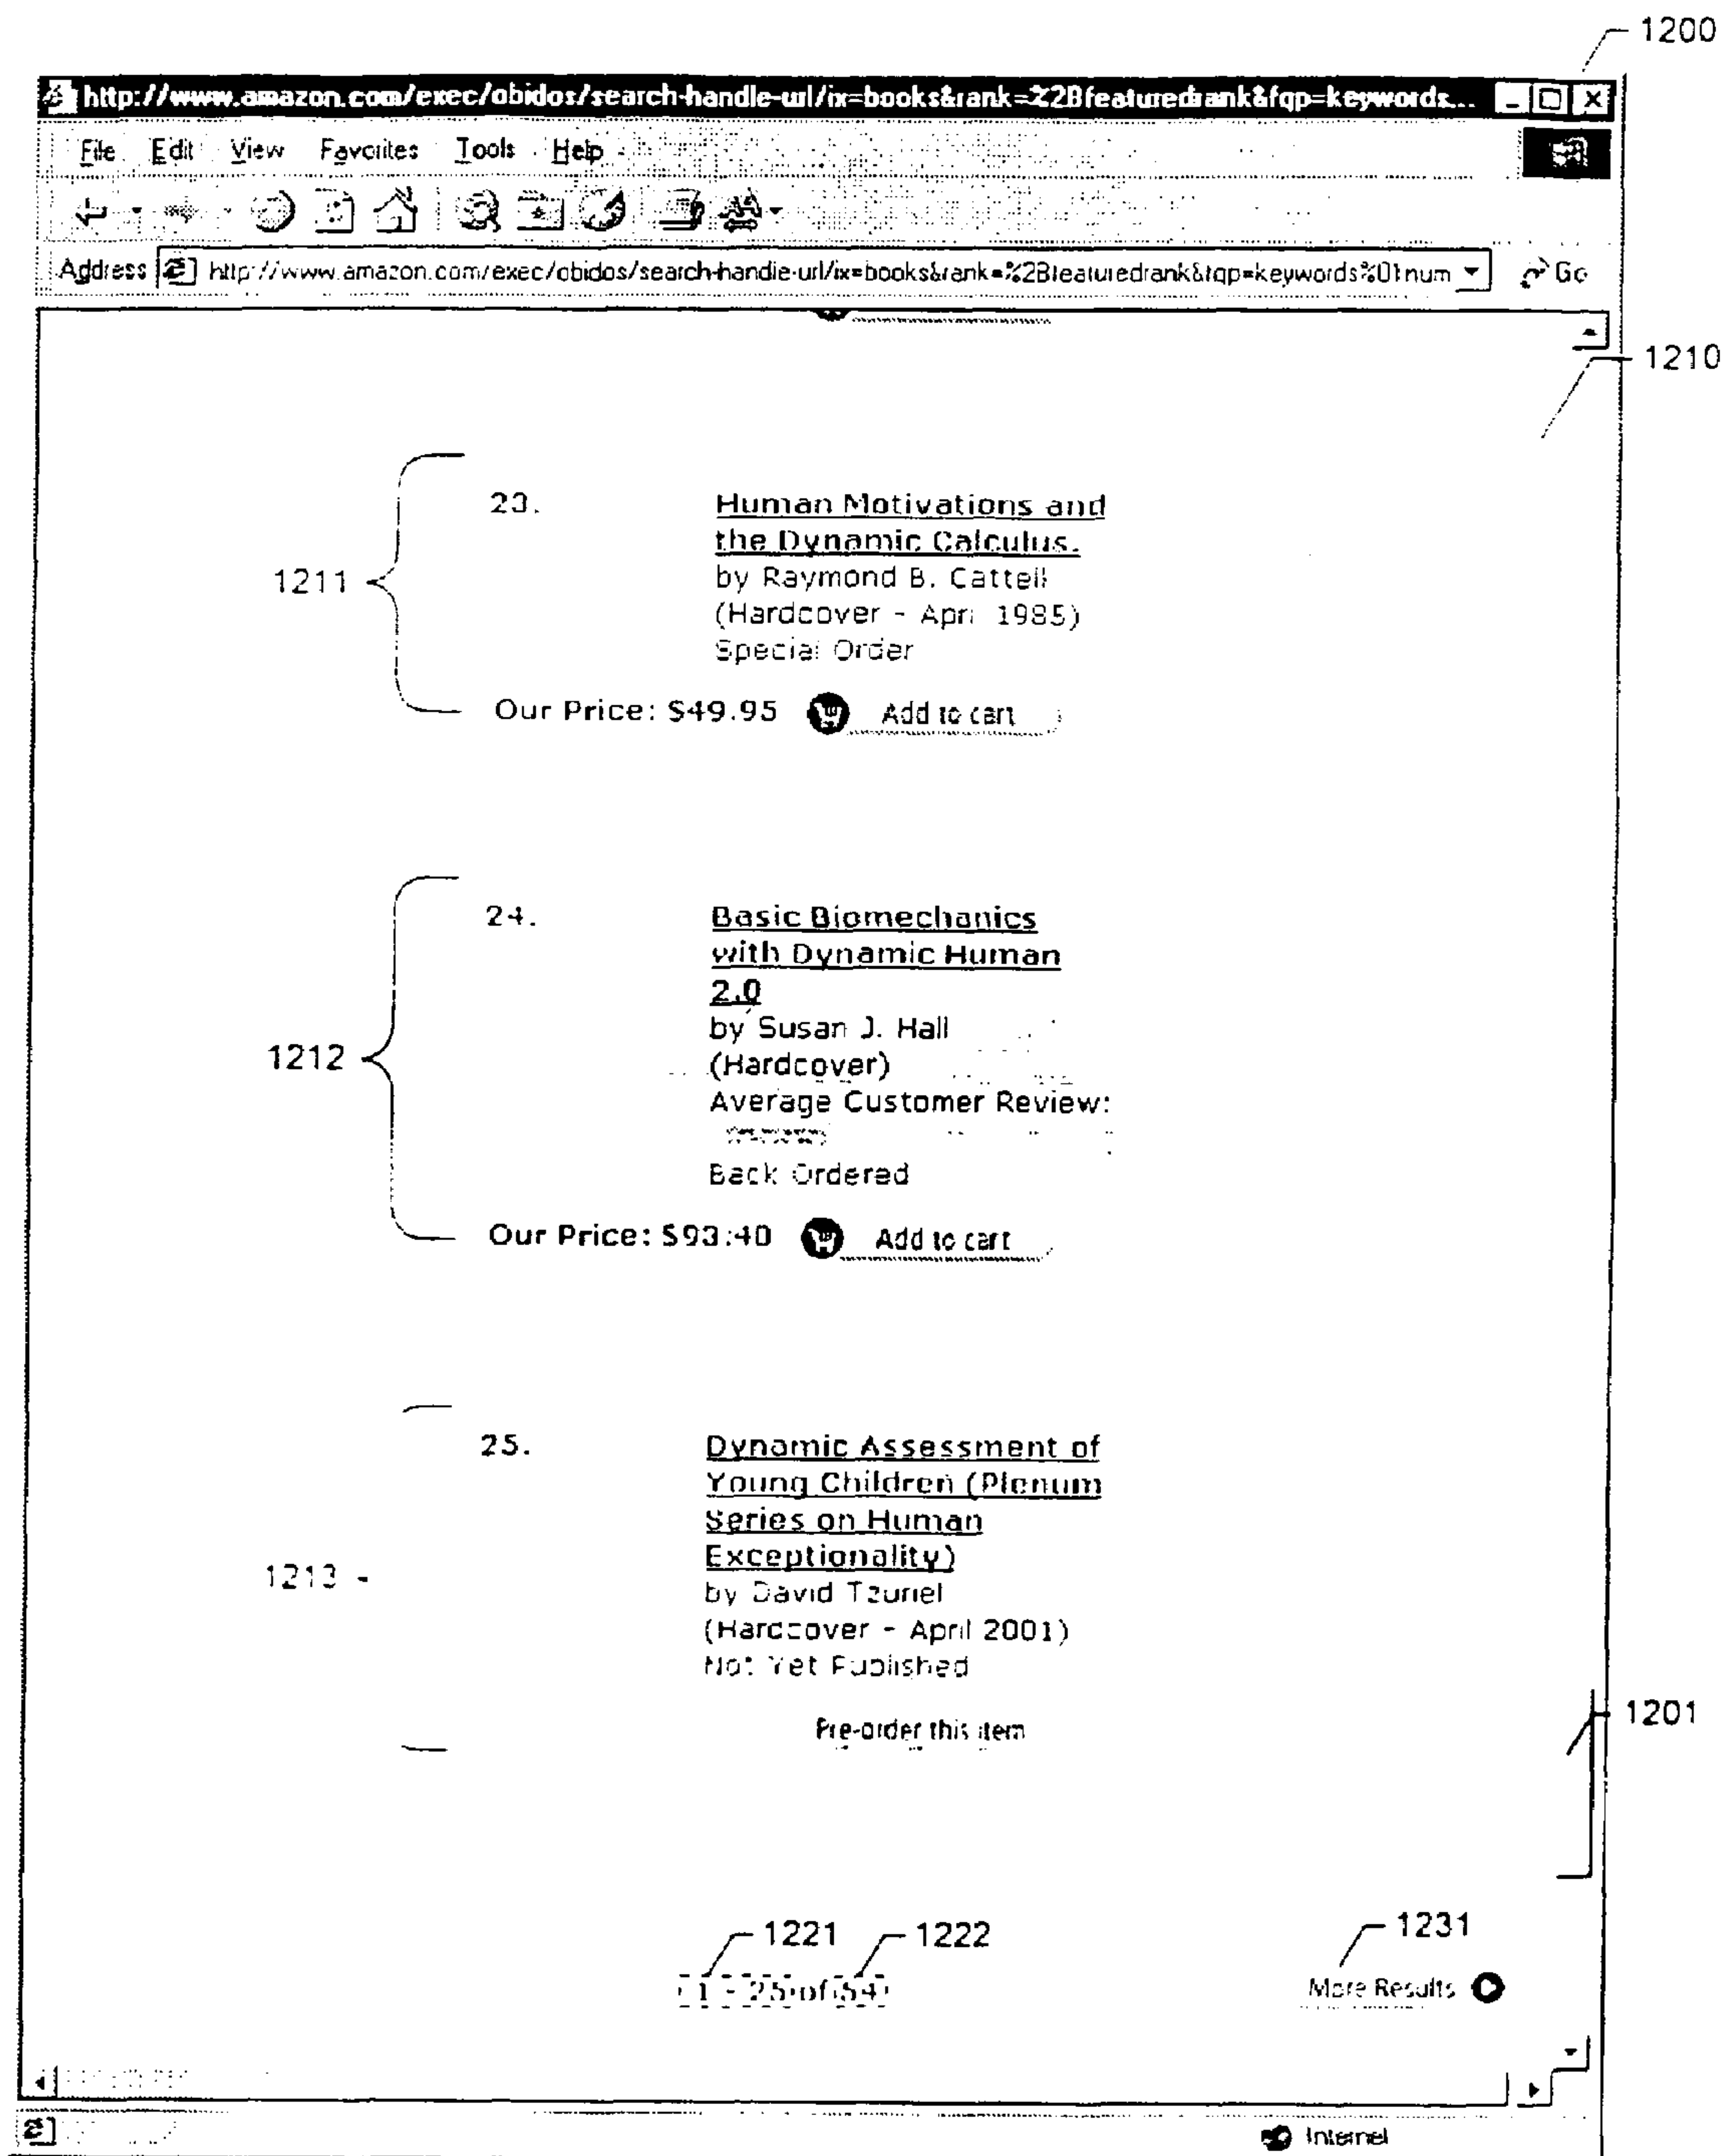 1200
http://www.amazon.com/exec/obidos/search-handle-url/ix=books&rank=%2Bfeaturedrank&fqp=keywords...
File Edit View Favorites Tools Help
Address http://www.amazon.com/exec/obidos/search-handle-url/ix=books&rank=%2Bfeaturedrank&fqp=keywords%01num Go
1210
23. Human Motivations and
the Dynamic Calculus.
1211 by Raymond B. Cattell
(Hardcover - April 1985)
Special Order
Our Price: $49.95 Add to cart
24. Basic Biomechanics
with Dynamic Human
2.0
by Susan J. Hall
1212 (Hardcover)
Average Customer Review:
Back Ordered
Our Price: $93.40 Add to cart
25. Dynamic Assessment of
Young Children (Plenum
Series on Human
Exceptionality)
1213 by David Tzuriel
(Hardcover - April 2001)
Not Yet Published
Pre-order this item
1201
1221 1222 1231
1 - 25 of 54 More Results
Internet